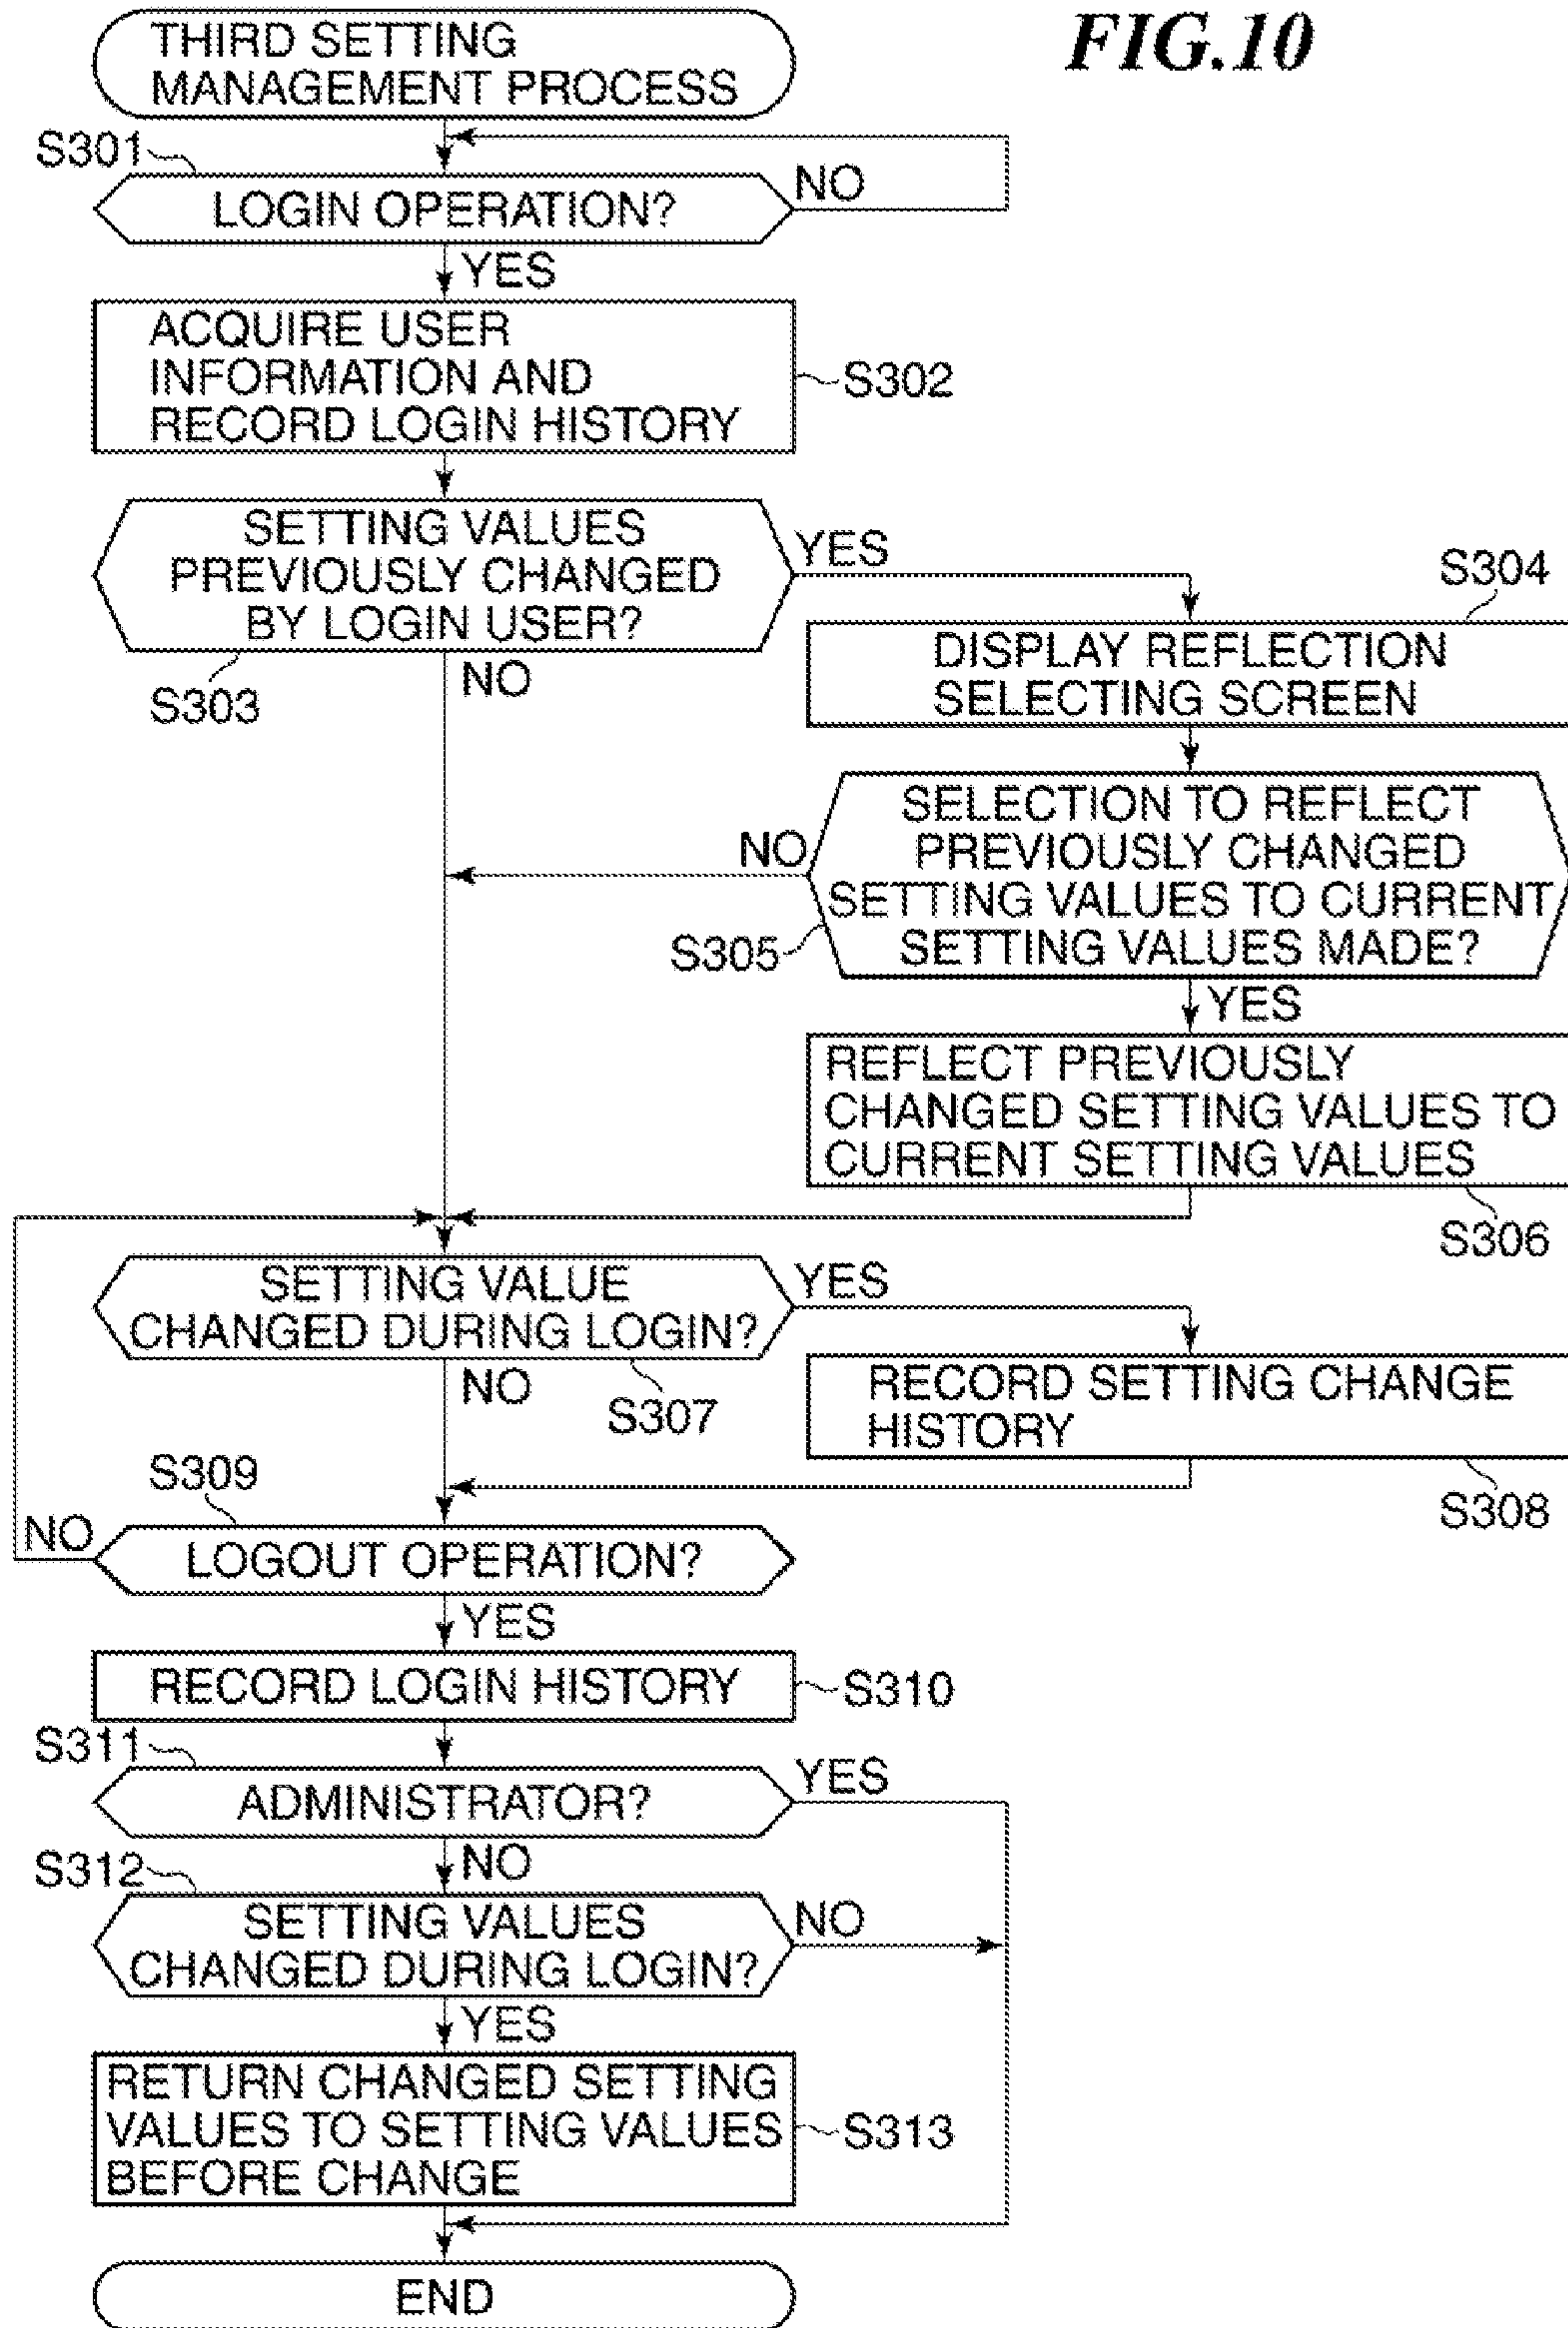 FIG.10
THIRD SETTING
MANAGEMENT PROCESS
S301
LOGIN OPERATION?
NO
YES
ACQUIRE USER
INFORMATION AND
RECORD LOGIN HISTORY
S302
SETTING VALUES
PREVIOUSLY CHANGED
BY LOGIN USER?
YES
S303
NO
S304
DISPLAY REFLECTION
SELECTING SCREEN
SELECTION TO REFLECT
PREVIOUSLY CHANGED
SETTING VALUES TO CURRENT
SETTING VALUES MADE?
NO
S305
YES
REFLECT PREVIOUSLY
CHANGED SETTING VALUES TO
CURRENT SETTING VALUES
S306
SETTING VALUE
CHANGED DURING LOGIN?
YES
NO
S307
RECORD SETTING CHANGE
HISTORY
S308
S309
NO
LOGOUT OPERATION?
YES
RECORD LOGIN HISTORY
S310
S311
ADMINISTRATOR?
YES
NO
S312
SETTING VALUES
CHANGED DURING LOGIN?
NO
YES
RETURN CHANGED SETTING
VALUES TO SETTING VALUES
BEFORE CHANGE
S313
END